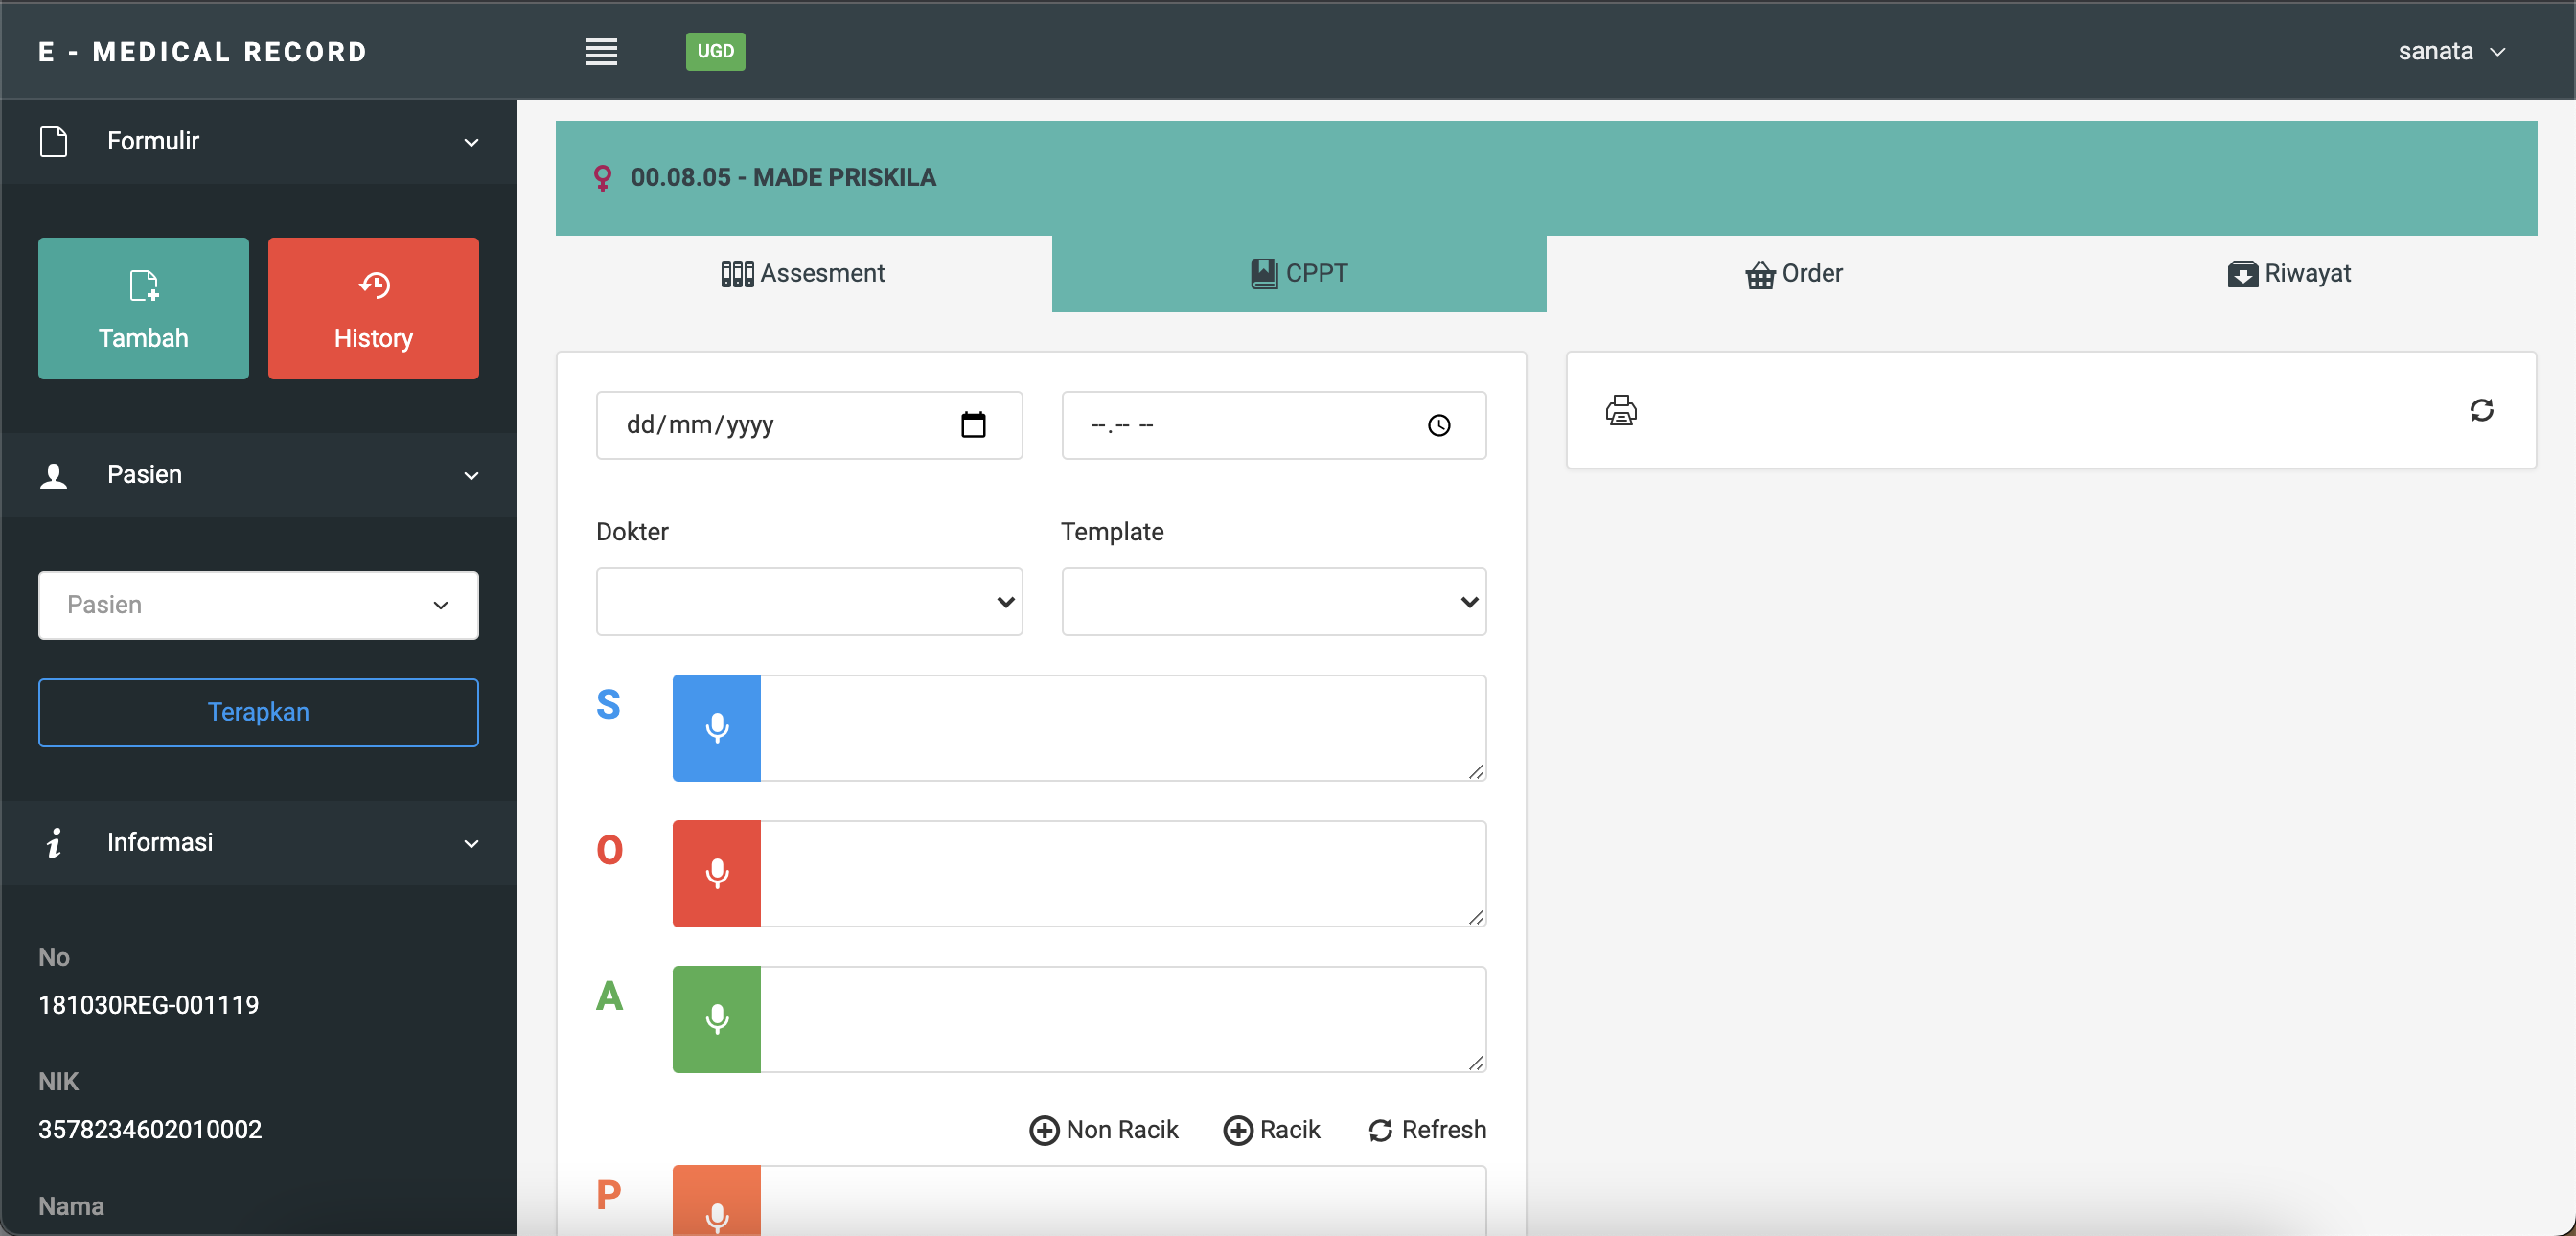 E - MEDICAL RECORD
UGD
sanata
Formulir
Tambah
History
Pasien
Pasien
Terapkan
Informasi
No
181030REG-001119
NIK
3578234602010002
Nama
00.08.05 - MADE PRISKILA
Assesment
CPPT
Order
Riwayat
dd/mm/yyyy
--.-- --
Dokter
Template
S
O
A
Non Racik
Racik
Refresh
P